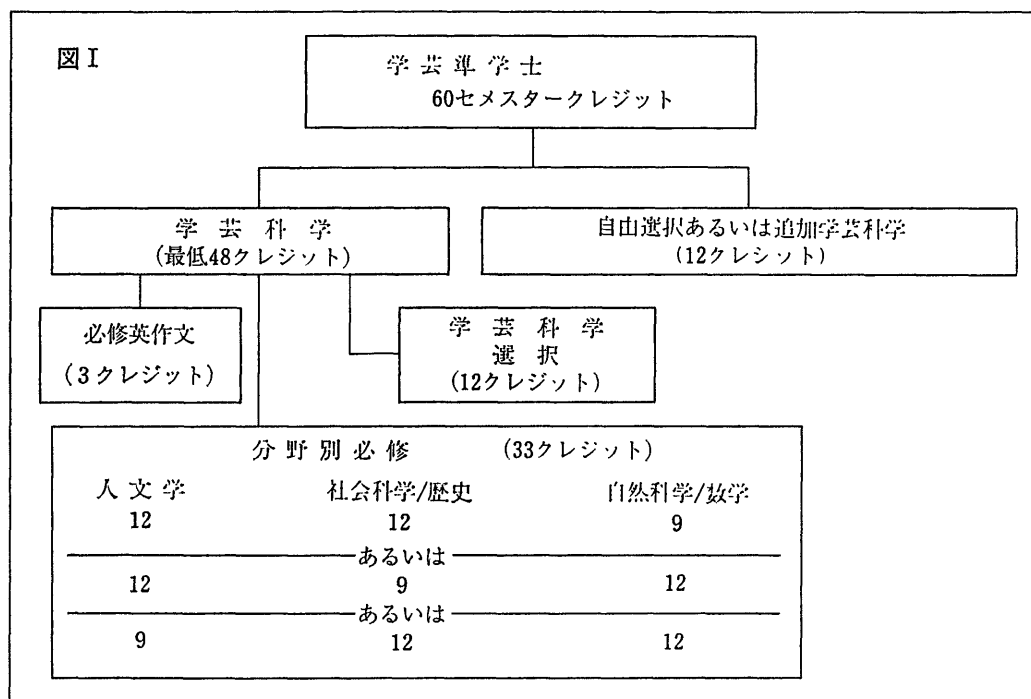 図Ⅰ
学芸準学士
60セメスタークレジット
学芸科学
(最低48クレジット)
自由選択あるいは追加学芸科学
(12クレシット)
必修英作文
(3クレジット)
学芸科学
選択
(12クレジット)
分野別必修 (33クレジット)
人文学 社会科学/歴史 自然科学/数学
12 12 9
あるいは
12 9 12
あるいは
9 12 12